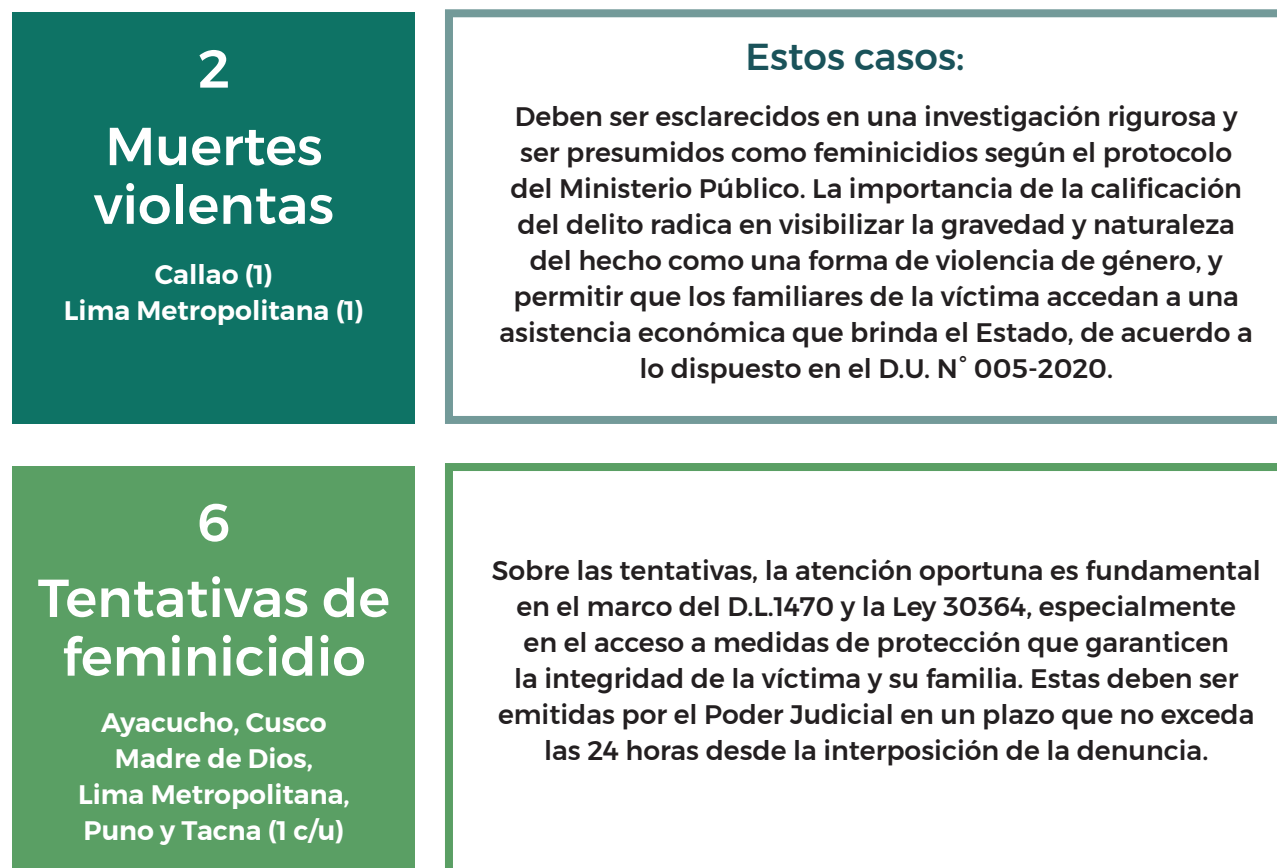 2
Muertes
violentas
Callao (1)
Lima Metropolitana (1)
Estos casos:
Deben ser esclarecidos en una investigación rigurosa y
ser presumidos como feminicidios según el protocolo
del Ministerio Público. La importancia de la calificación
del delito radica en visibilizar la gravedad y naturaleza
del hecho como una forma de violencia de género, y
permitir que los familiares de la víctima accedan a una
asistencia económica que brinda el Estado, de acuerdo a
lo dispuesto en el D.U. N° 005-2020.
6
Tentativas de
feminicidio
Ayacucho, Cusco
Madre de Dios,
Lima Metropolitana,
Puno y Tacna (1 c/u)
Sobre las tentativas, la atención oportuna es fundamental
en el marco del D.L.1470 y la Ley 30364, especialmente
en el acceso a medidas de protección que garanticen
la integridad de la víctima y su familia. Estas deben ser
emitidas por el Poder Judicial en un plazo que no exceda
las 24 horas desde la interposición de la denuncia.